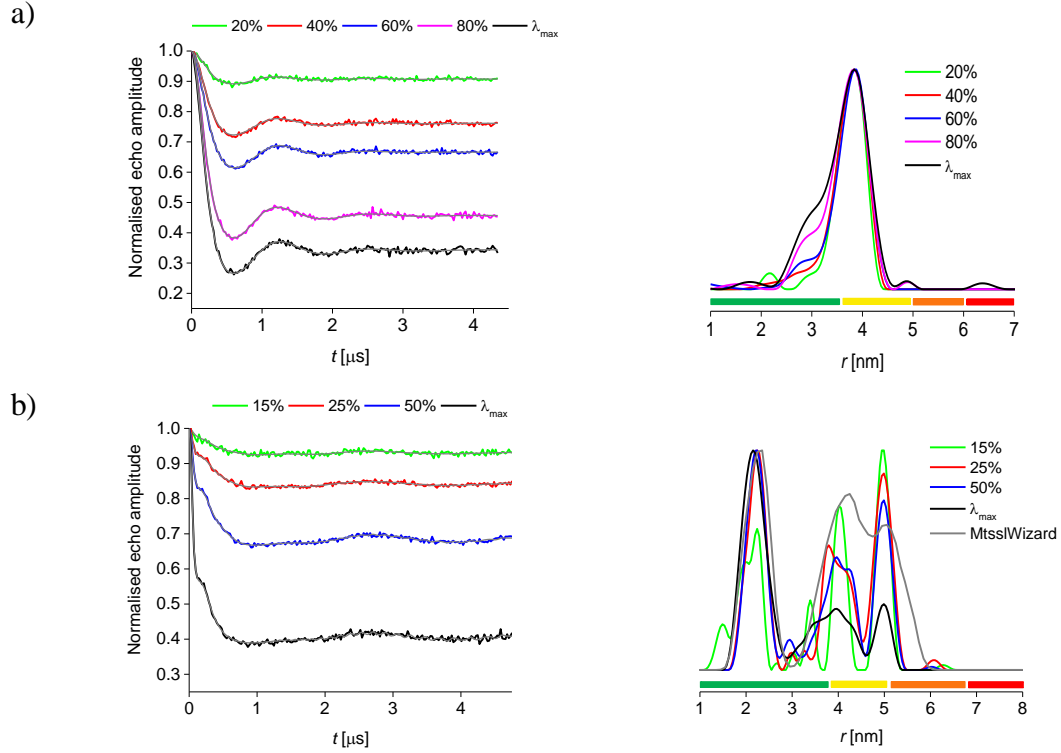 a)
20% 40% 60% 80% λmax
1.0
0.9
0.8
0.7
0.6
0.5
0.4
0.3
0.2
Normalised echo amplitude
0 1 2 3 4
t [μs]
20%
40%
60%
80%
λmax
1 2 3 4 5 6 7
r [nm]
b)
15% 25% 50% λmax
1.0
0.9
0.8
0.7
0.6
0.5
0.4
0.3
Normalised echo amplitude
0 1 2 3 4
t [μs]
15%
25%
50%
λmax
MtsslWizard
1 2 3 4 5 6 7 8
r [nm]